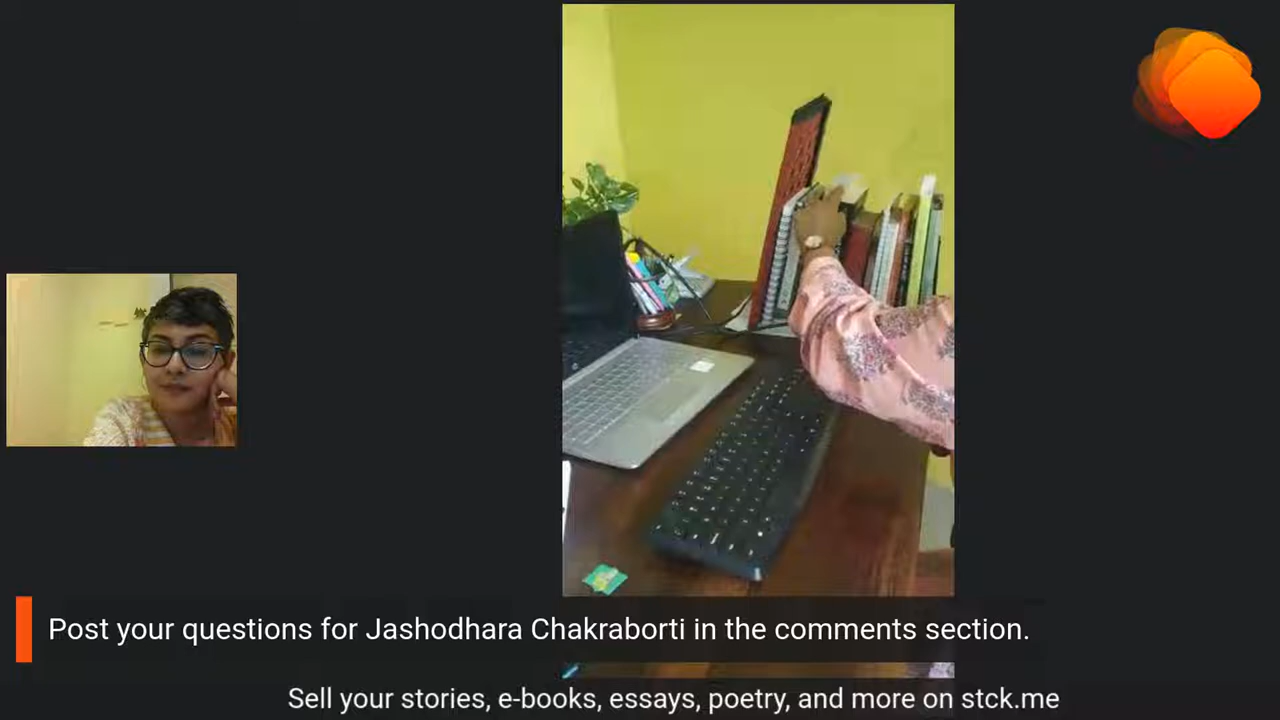 Post your questions for Jashodhara Chakraborti in the comments section.
Sell your stories, e-books, essays, poetry, and more on stck.me